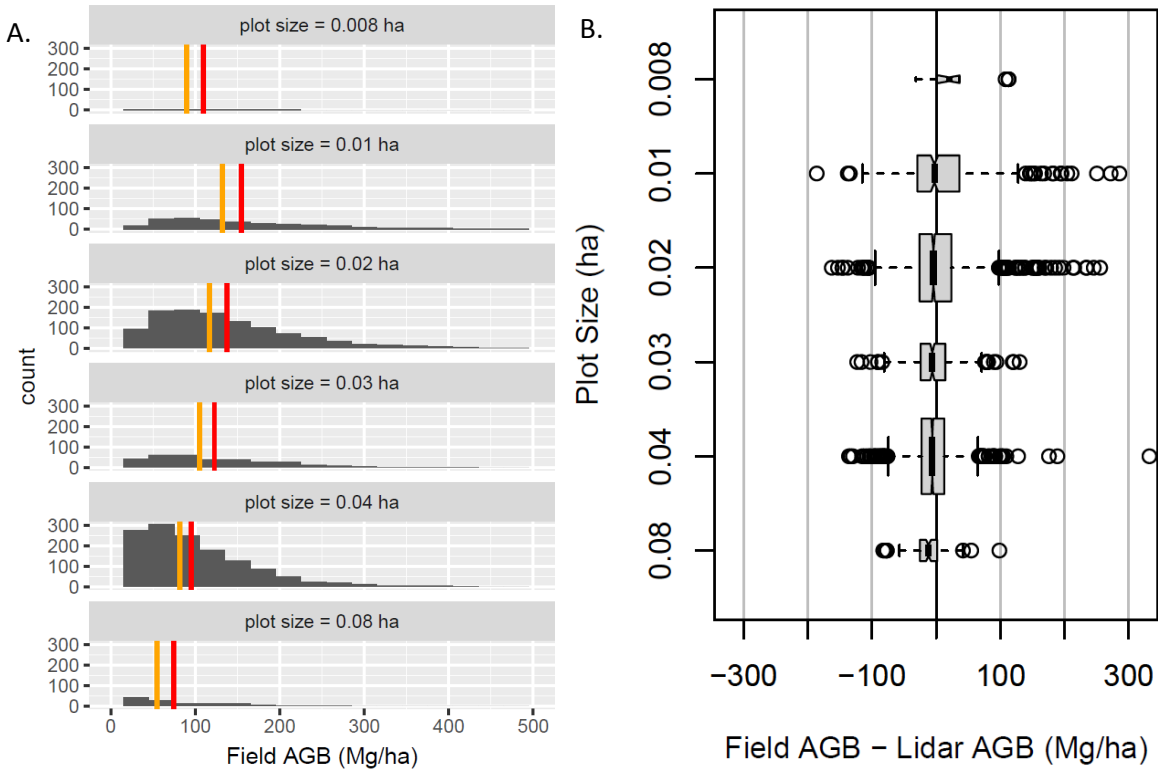 A.
plot size = 0.008 ha
300
200
100
0
plot size = 0.01 ha
300
200
100
0
plot size = 0.02 ha
300
200
100
0
plot size = 0.03 ha
300
200
100
0
plot size = 0.04 ha
300
200
100
0
plot size = 0.08 ha
300
200
100
0
count
0 100 200 300 400 500
Field AGB (Mg/ha)
B.
0.008
0.01
0.02
0.03
0.04
0.08
Plot Size (ha)
−300 −100 0 100 300
Field AGB − Lidar AGB (Mg/ha)